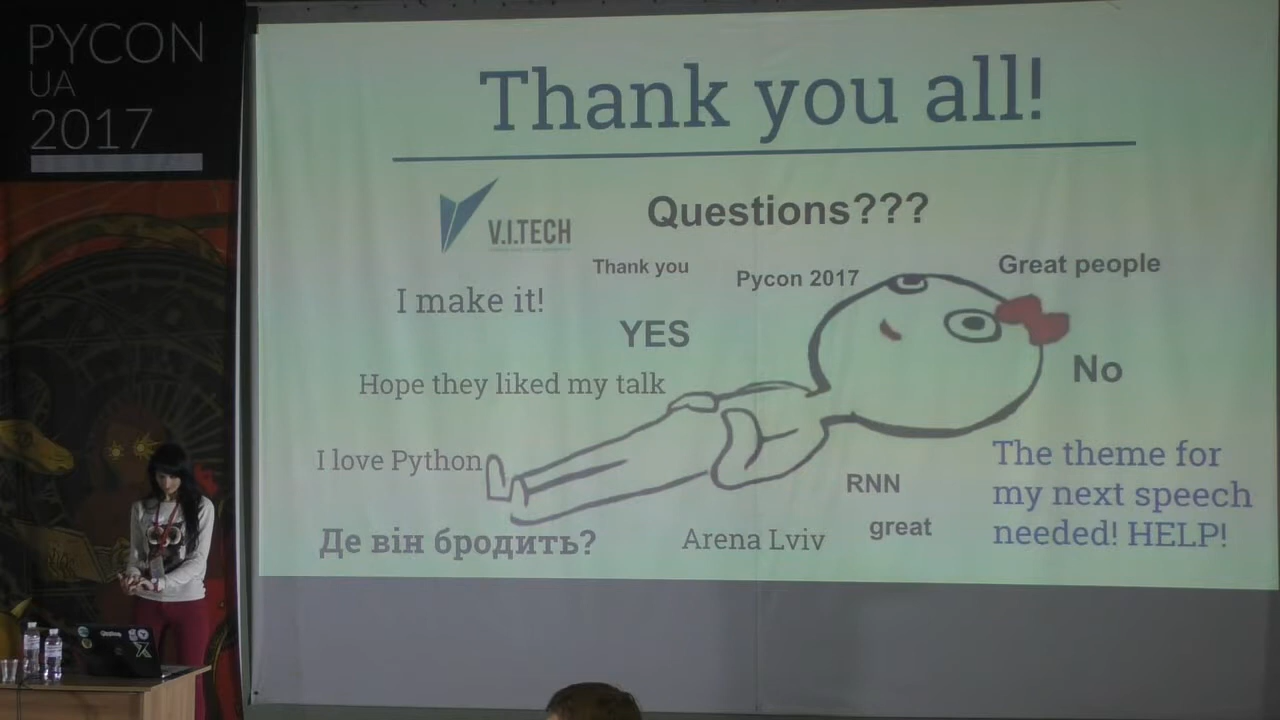 PYCON
UA
2017
Thank you all!
V.I.TECH
Questions???
Thank you
Pycon 2017
Great people
I make it!
YES
No
Hope they liked my talk
I love Python
RNN
The theme for
my next speech
needed! HELP!
Де він бродить?
Arena Lviv
great